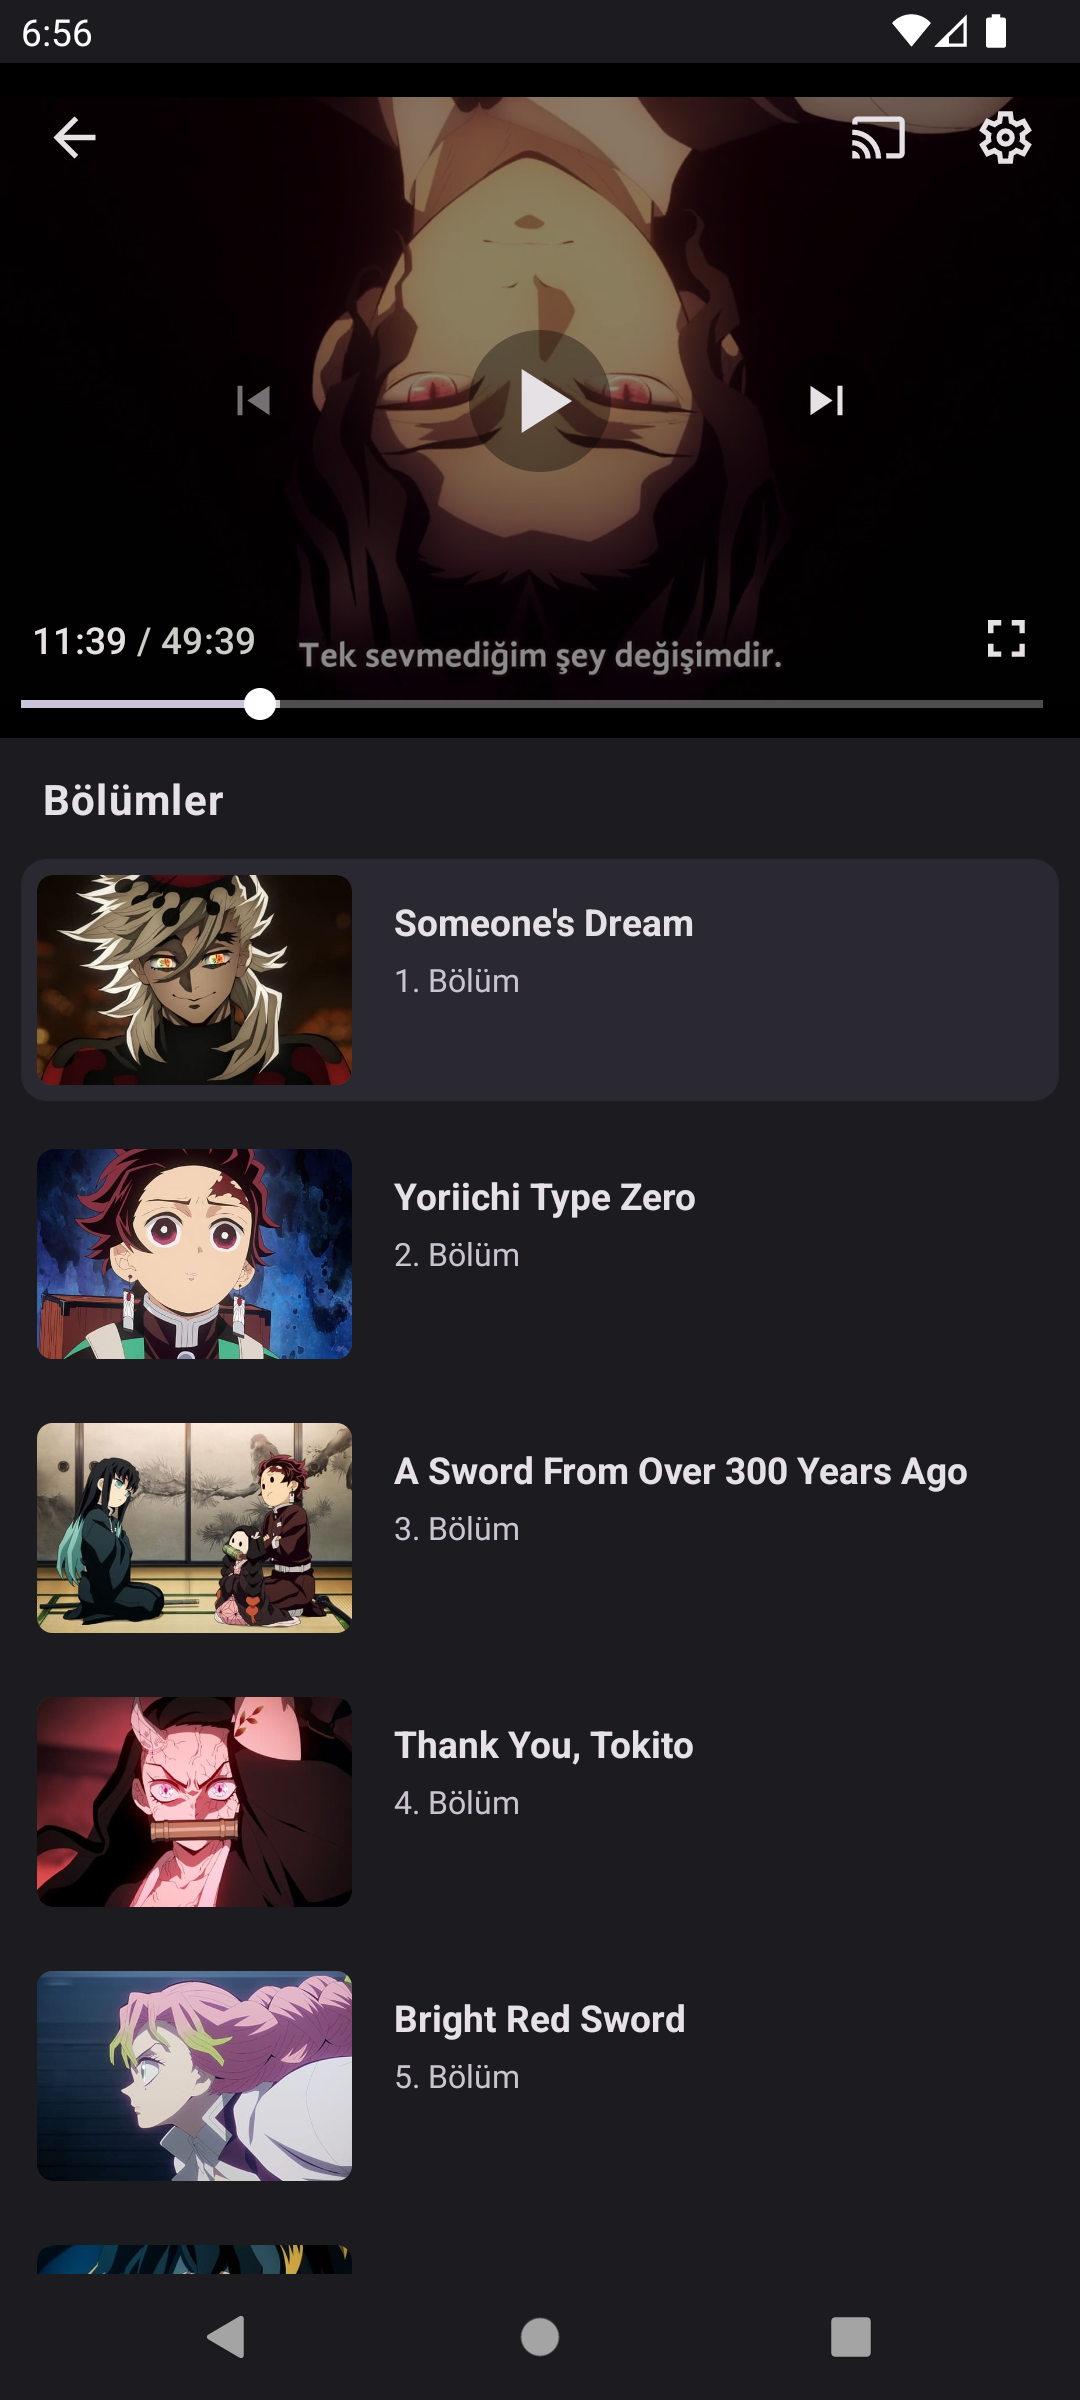 6:56
11:39 / 49:39
Tek sevmediğim şey değişimdir.
Bölümler
Someone's Dream
1. Bölüm
Yoriichi Type Zero
2. Bölüm
A Sword From Over 300 Years Ago
3. Bölüm
Thank You, Tokito
4. Bölüm
Bright Red Sword
5. Bölüm